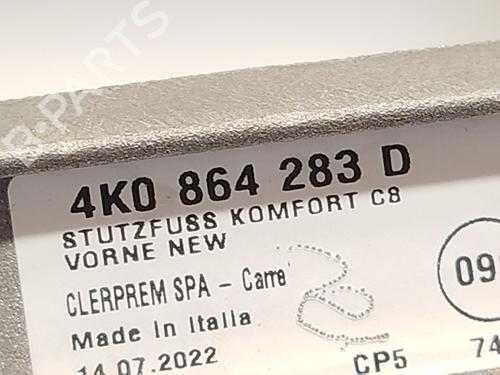 B-PARTS
4K0 864 283 D
STUTZFUSS KOMFORT C8
VORNE NEW
CLERPREM SPA - Carre
Made in Italia
14.07.2022
CP5
74
09